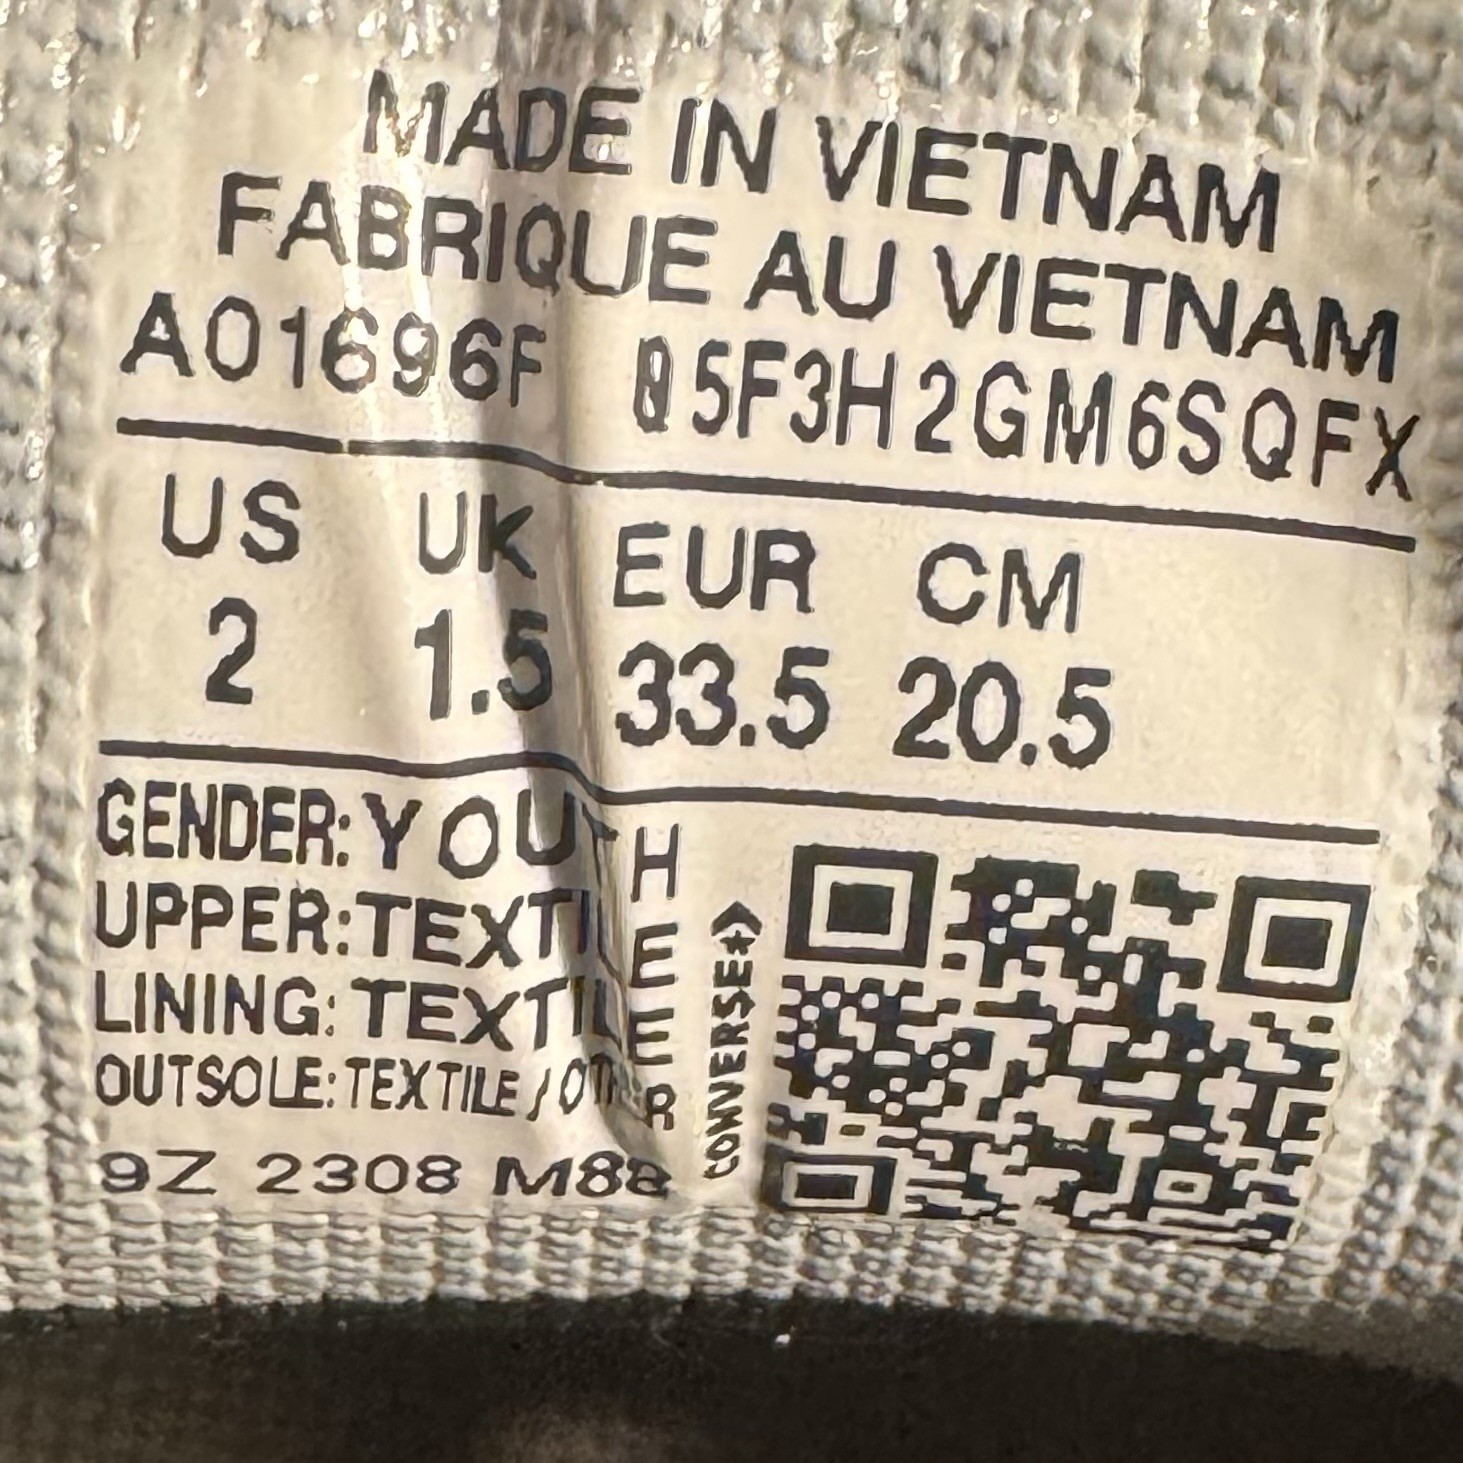 MADE IN VIETNAM
FABRIQUE AU VIETNAM
A01696F
US UK EUR CM
2 1.5 33.5 20.5
GENDER: YOUTH
UPPER: TEXTILE
LINING: TEXTILE
OUTSOLE: TEXTILE / OTHER
9Z 2308 M88
CONVERSE